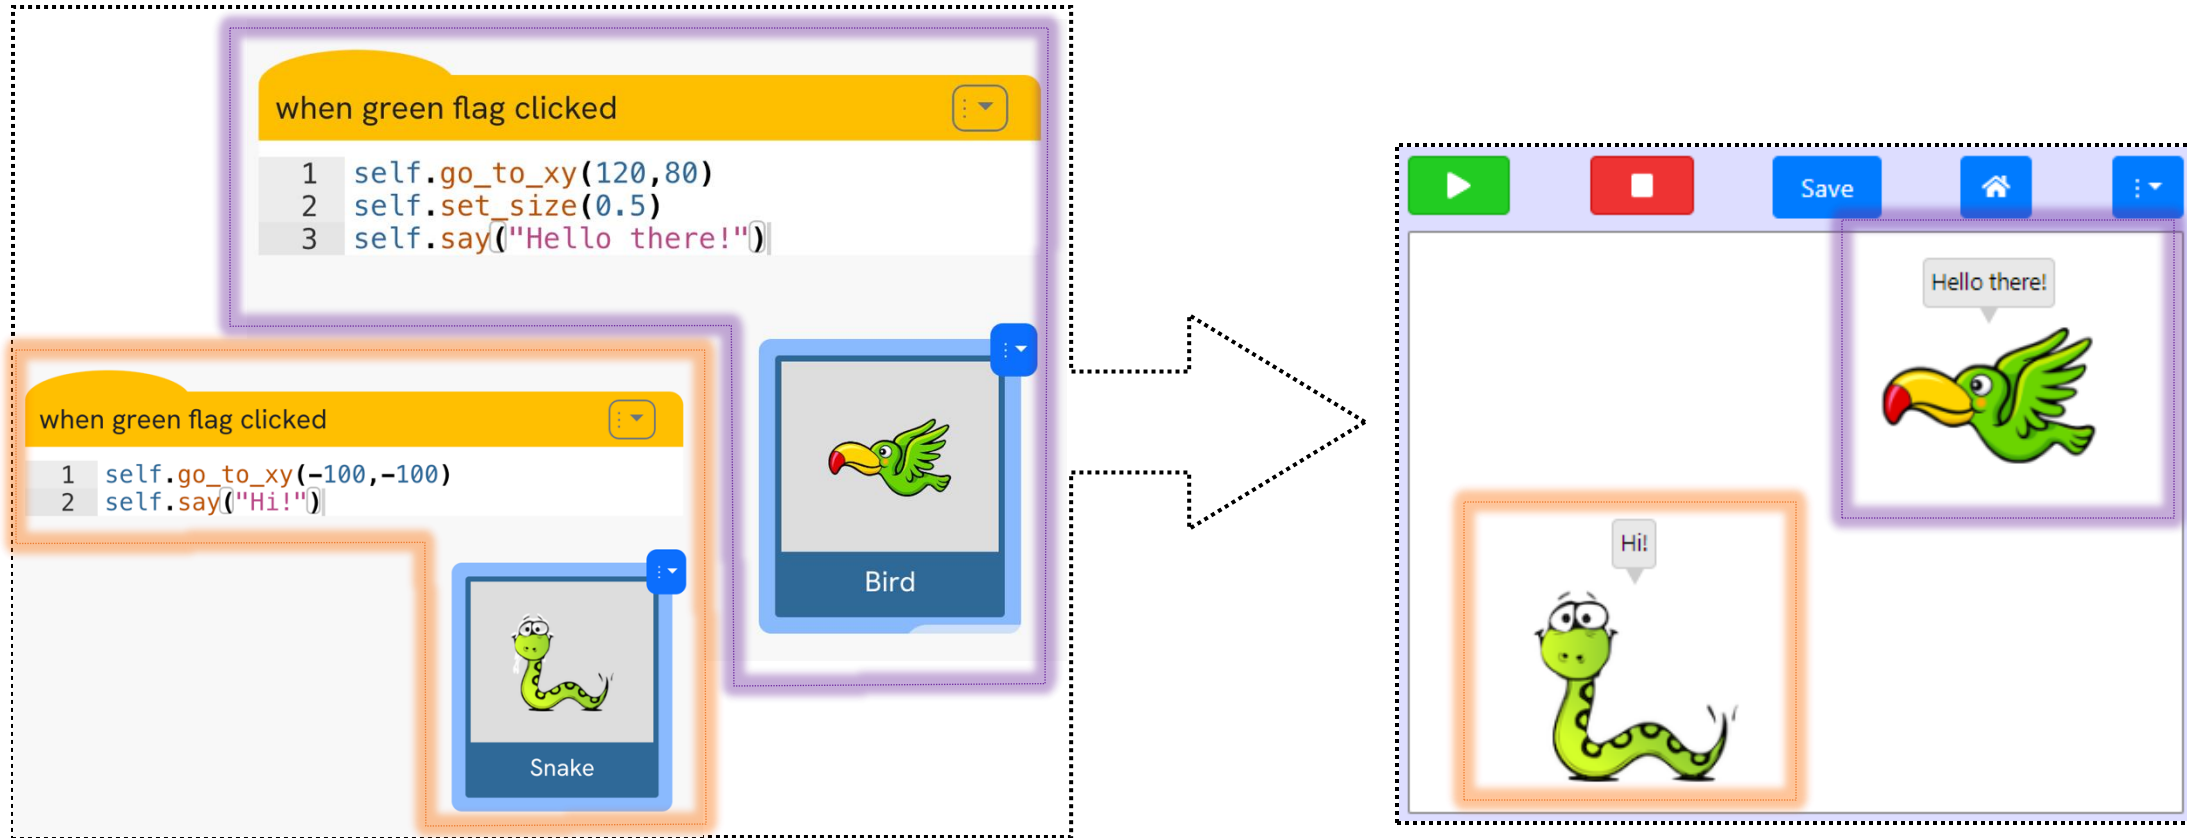 when green flag clicked
1 self.go_to_xy(120,80)
2 self.set_size(0.5)
3 self.say("Hello there!")
Bird
when green flag clicked
1 self.go_to_xy(-100,-100)
2 self.say("Hi!")
Snake
Save
Hello there!
Hi!